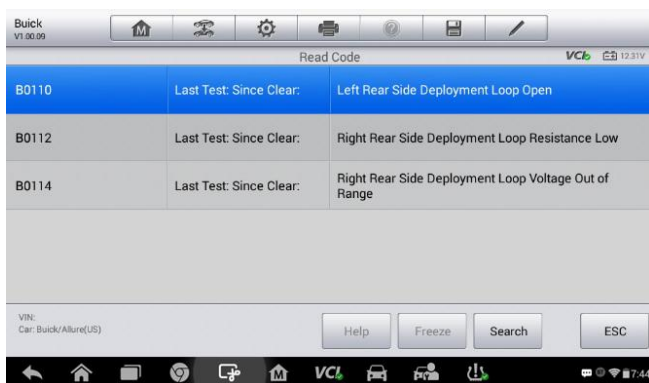 Buick
V1.00.09
Read Code
VCI
12.31V
B0110 Last Test: Since Clear: Left Rear Side Deployment Loop Open
B0112 Last Test: Since Clear: Right Rear Side Deployment Loop Resistance Low
B0114 Last Test: Since Clear: Right Rear Side Deployment Loop Voltage Out of
Range
VIN:
Car: Buick/Allure(US)
Help Freeze Search ESC
VCI
7:44